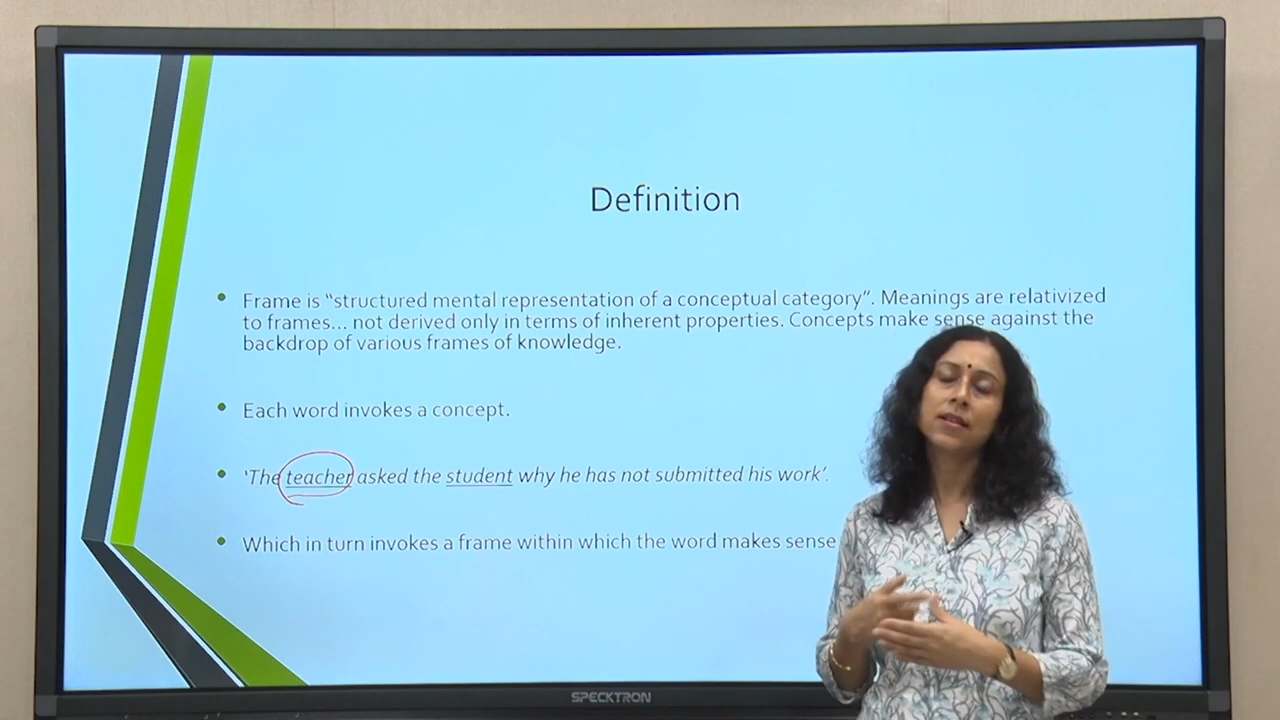 Definition
Frame is “structured mental representation of a conceptual category”. Meanings are relativized
to frames... not derived only in terms of inherent properties. Concepts make sense against the
backdrop of various frames of knowledge.
Each word invokes a concept.
‘The teacher asked the student why he has not submitted his work’.
Which in turn invokes a frame within which the word makes sense
SPECKTRON